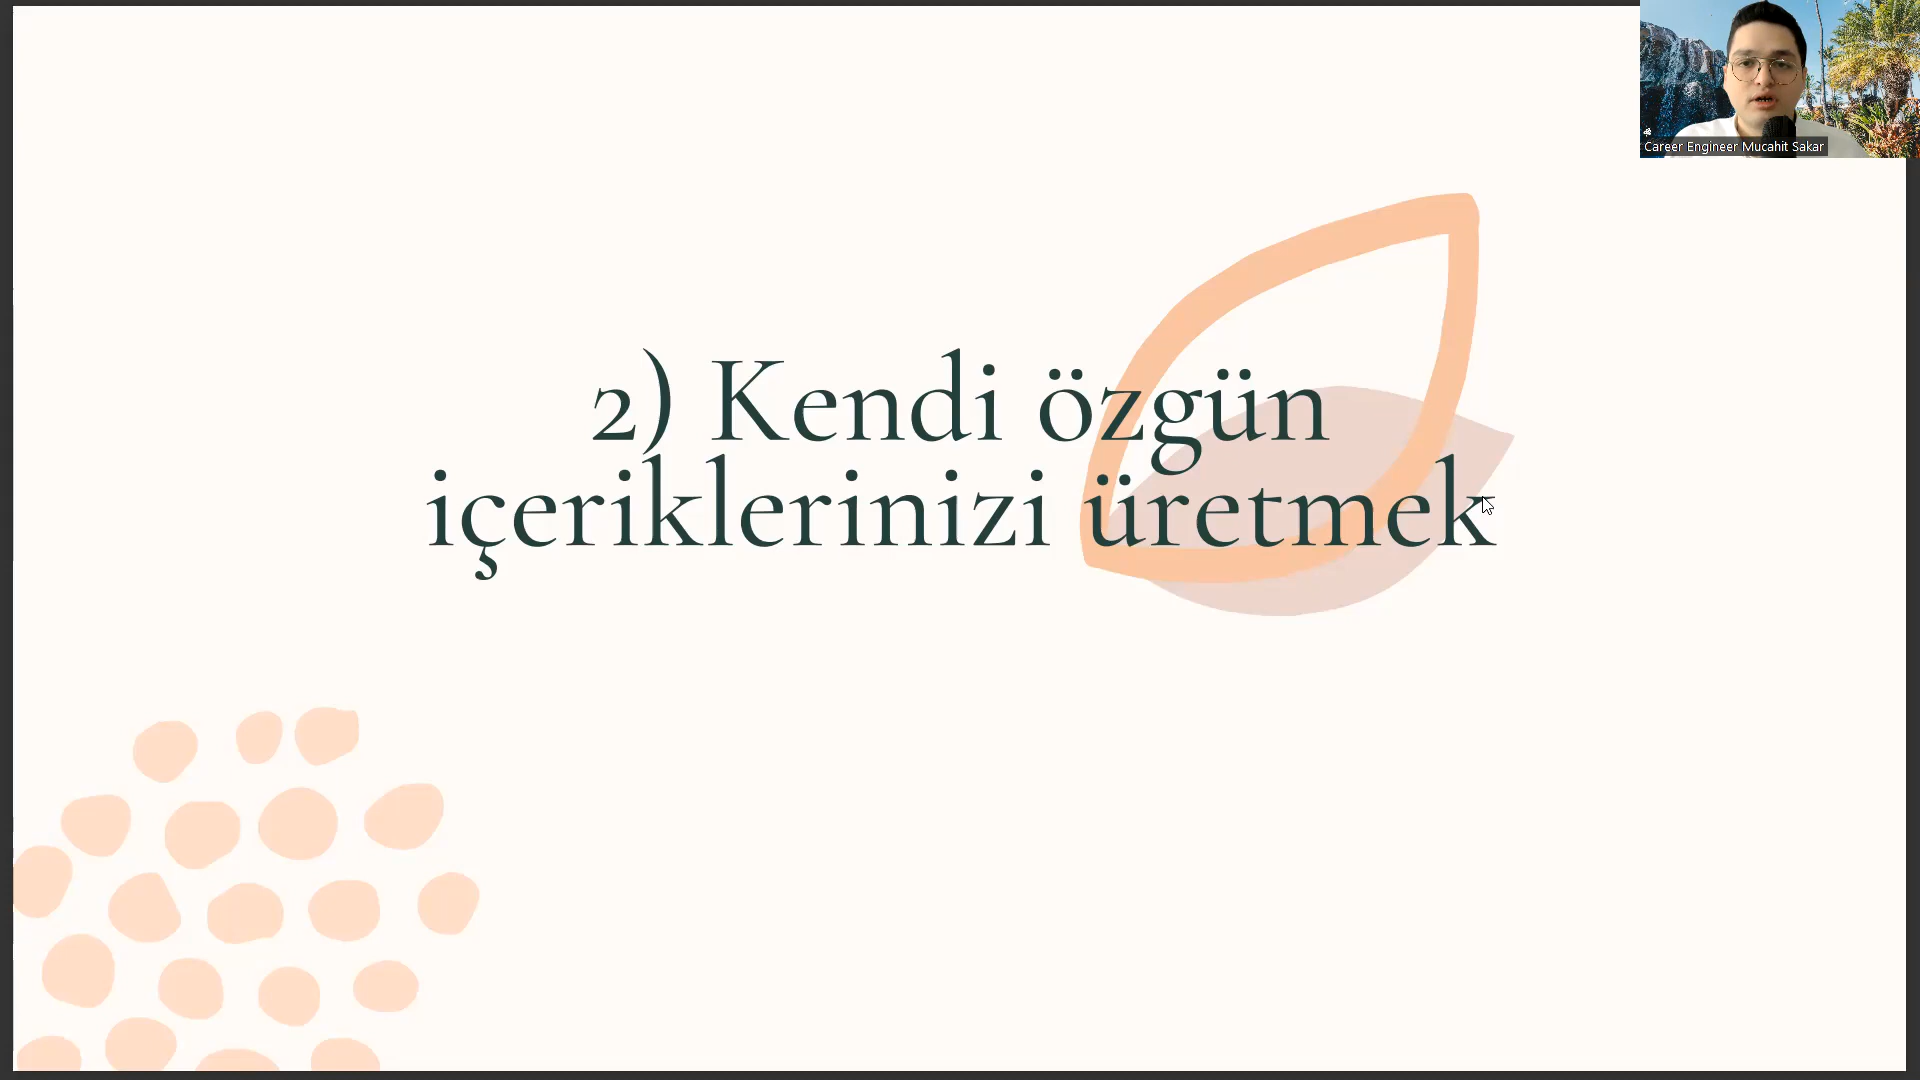 Career Engineer Mucahit Sakar
2) Kendi özgün
içeriklerinizi üretmek